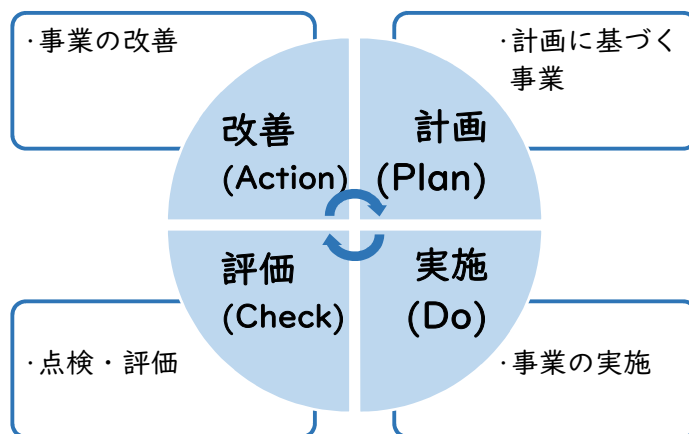 ・事業の改善
・計画に基づく
事業
改善
(Action)
計画
(Plan)
評価
(Check)
実施
(Do)
・点検・評価
・事業の実施